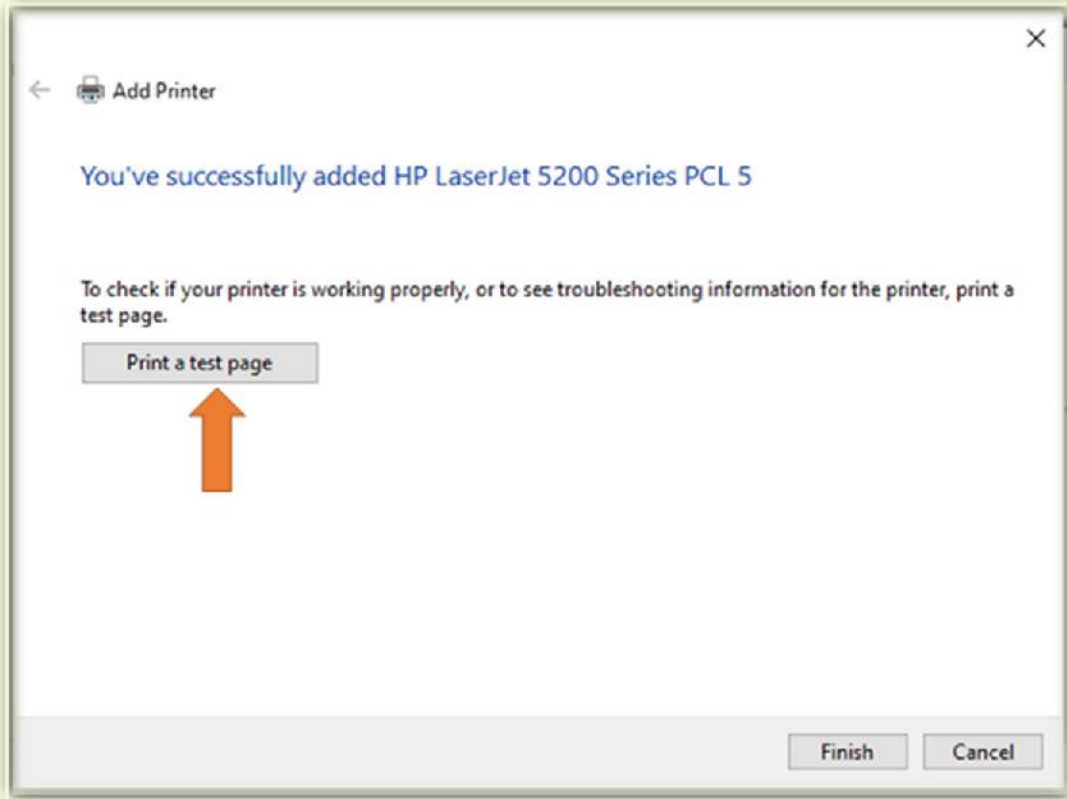 Add Printer
You've successfully added HP LaserJet 5200 Series PCL 5
To check if your printer is working properly, or to see troubleshooting information for the printer, print a
test page.
Print a test page
Finish Cancel